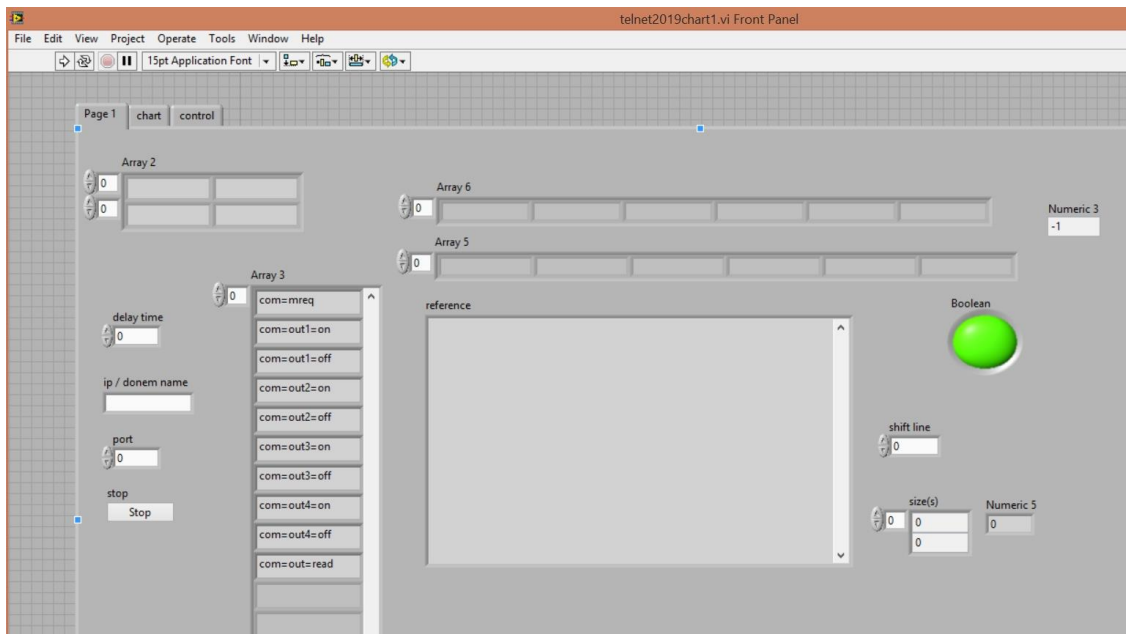 telnet2019chart1.vi Front Panel
File Edit View Project Operate Tools Window Help
15pt Application Font
Page 1 chart control
Array 2
0
0
Array 6
0
Numeric 3
-1
Array 5
0
Array 3
0
com=mreq
com=out1=on
com=out1=off
com=out2=on
com=out2=off
com=out3=on
com=out3=off
com=out4=on
com=out4=off
com=out=read
delay time
0
ip / donem name
port
0
stop
Stop
reference
Boolean
shift line
0
size(s)
0
0
0
Numeric 5
0